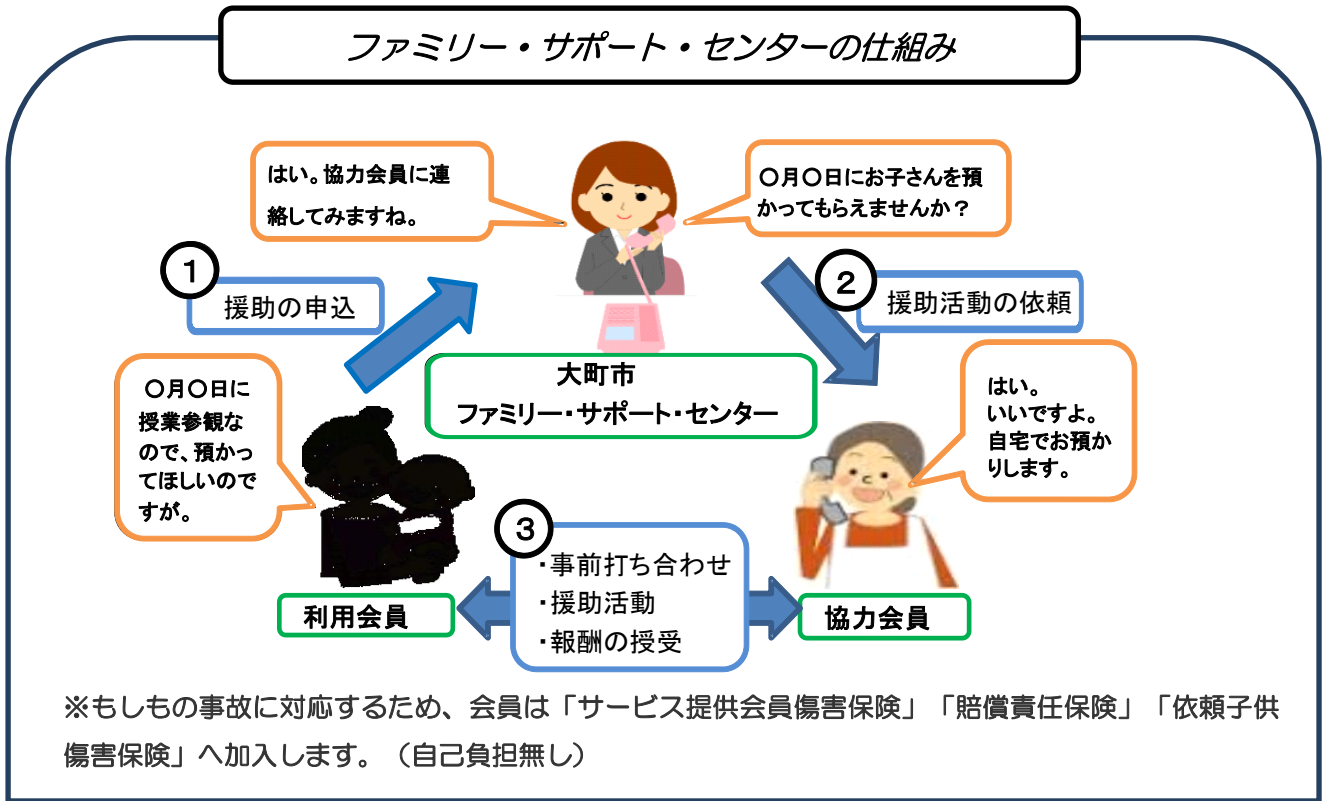 ファミリー・サポート・センターの仕組み
はい。協力会員に連
絡してみますね。
〇月〇日にお子さんを預
かってもらえませんか？
1
援助の申込
2
援助活動の依頼
〇月〇日に
授業参観な
ので、預かっ
てほしいので
すが。
大町市
ファミリー・サポート・センター
はい。
いいですよ。
自宅でお預か
りします。
3
・事前打ち合わせ
・援助活動
・報酬の授受
利用会員
協力会員
※もしもの事故に対応するため、会員は「サービス提供会員傷害保険」「賠償責任保険」「依頼子供
傷害保険」へ加入します。（自己負担無し）